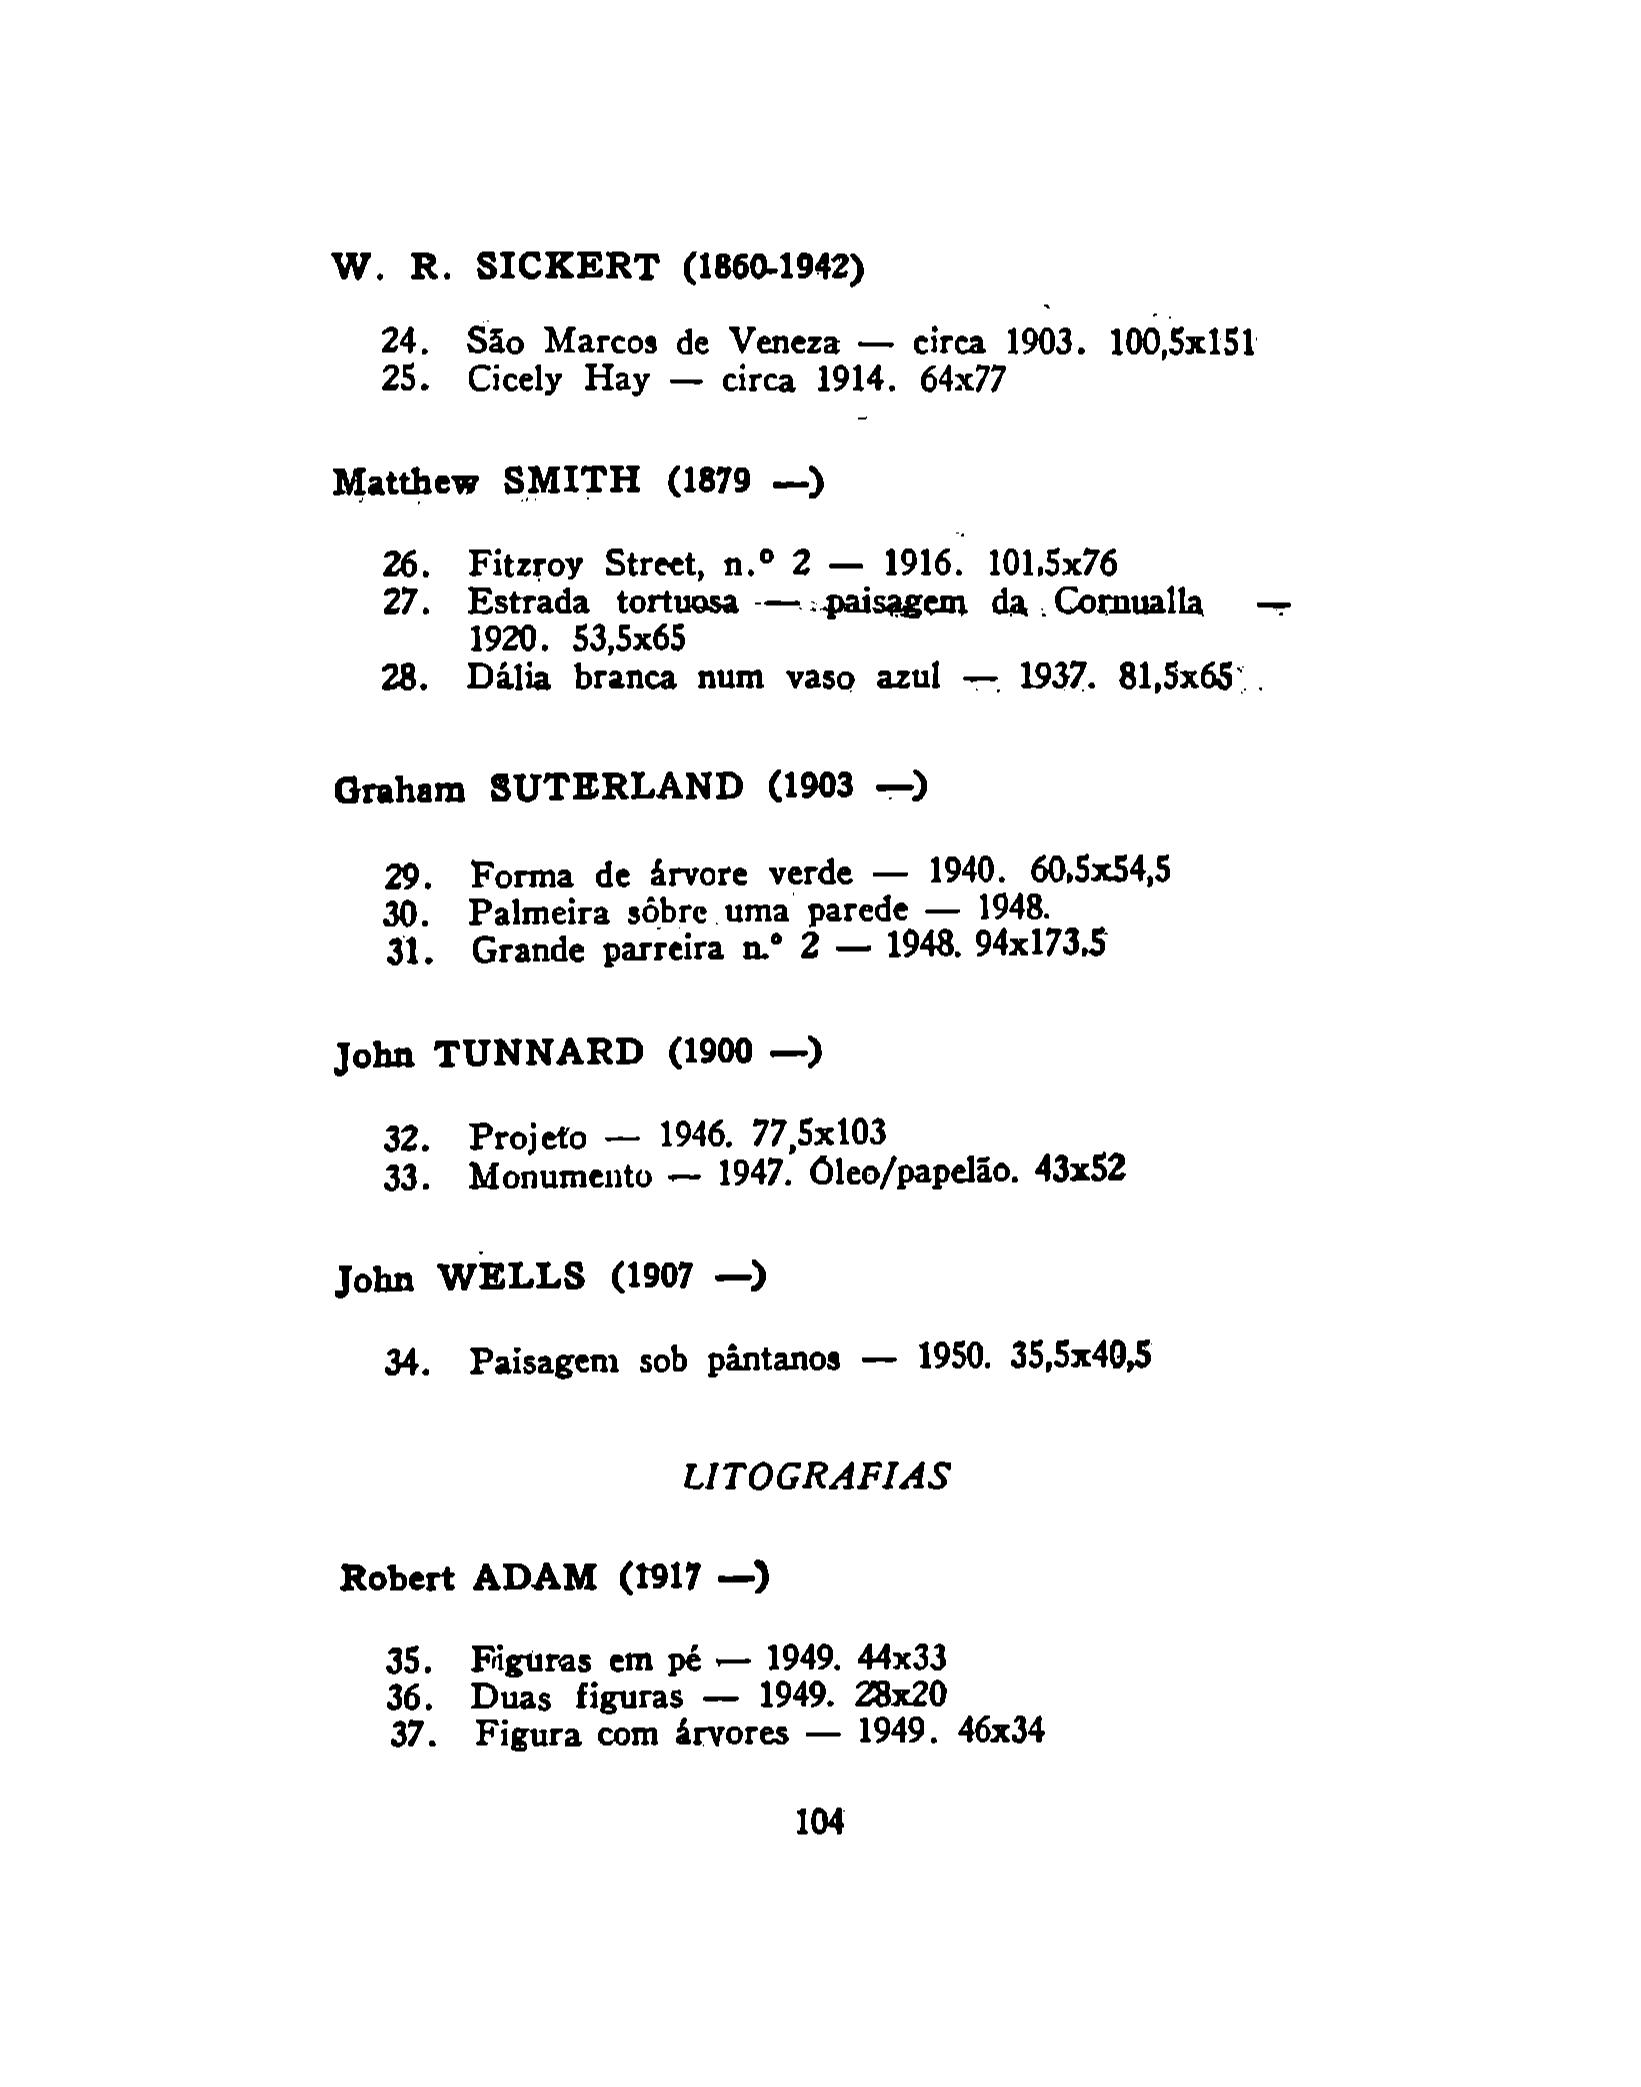 W. R. SICKERT (1860-1942)
24. São Marcos de Veneza — circa 1903. 100,5x151
25. Cicely Hay — circa 1914. 64x77
Matthew SMITH (1879 —)
26. Fitzroy Street, n.º 2 — 1916. 101,5x76
27. Estrada tortuosa — paisagem da Cornualla —
1920. 53,5x65
28. Dália branca num vaso azul — 1937. 81,5x65
Graham SUTERLAND (1903 —)
29. Forma de árvore verde — 1940. 60,5x54,5
30. Palmeira sôbre uma parede — 1948.
31. Grande parreira n.º 2 — 1948. 94x173,5
John TUNNARD (1900 —)
32. Projeto — 1946. 77,5x103
33. Monumento — 1947. Óleo/papelão. 43x52
John WELLS (1907 —)
34. Paisagem sob pântanos — 1950. 35,5x40,5
LITOGRAFIAS
Robert ADAM (1917 —)
35. Figuras em pé — 1949. 44x33
36. Duas figuras — 1949. 28x20
37. Figura com árvores — 1949. 46x34
104